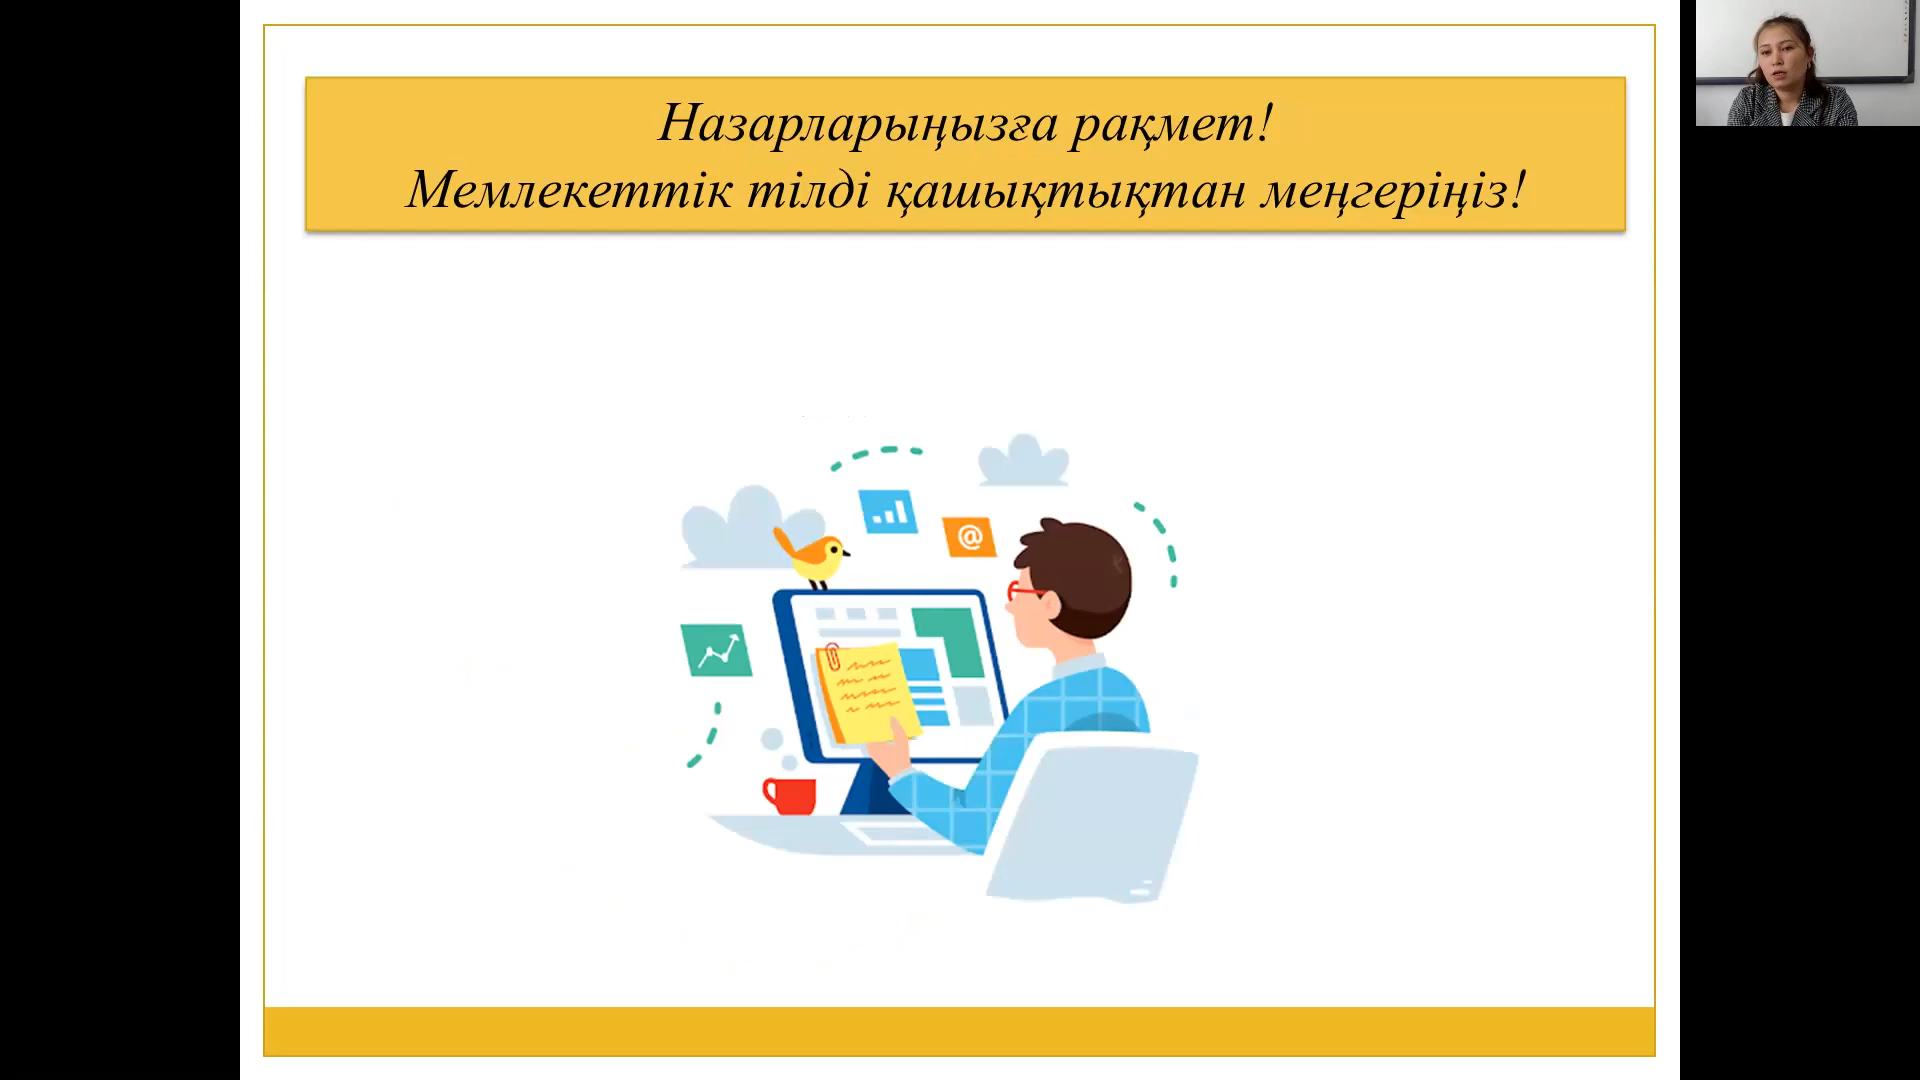 Назарларыңызға рақмет!
Мемлекеттік тілді қашықтықтан меңгеріңіз!
@